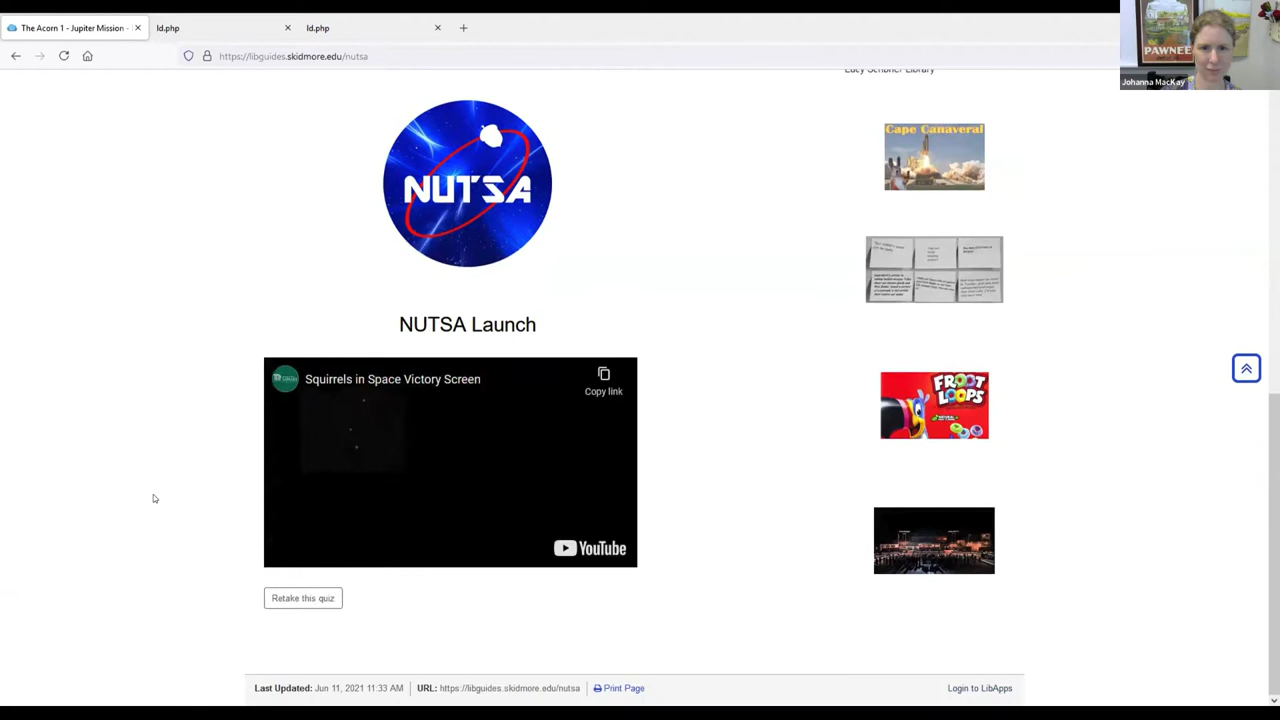 The Acorn 1 - Jupiter Mission -
ld.php
ld.php
https://libguides.skidmore.edu/nutsa
PAWNEE
Johanna MacKay
Lucy Scribner Library
NUTSA
Cape Canaveral
NUTSA Launch
Squirrels in Space Victory Screen
Copy link
FROOT
LOOPS
YouTube
Retake this quiz
Last Updated: Jun 11, 2021 11:33 AM
URL: https://libguides.skidmore.edu/nutsa
Print Page
Login to LibApps